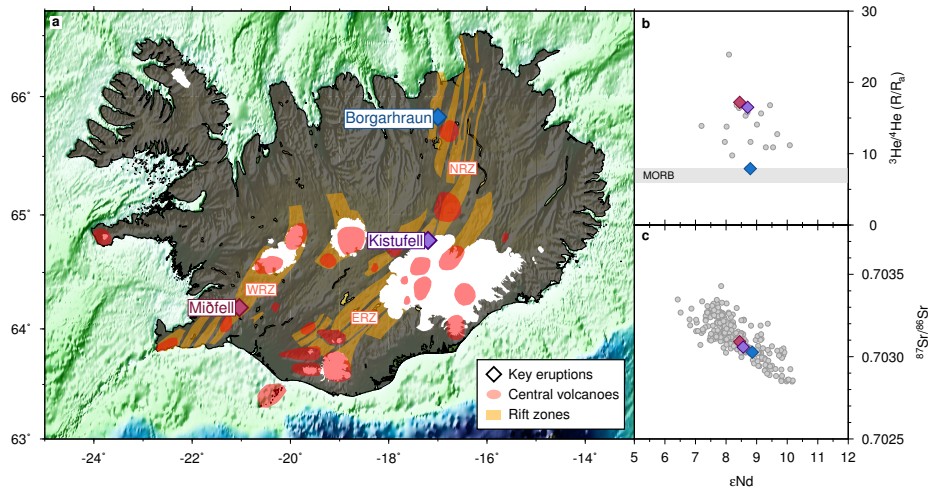 a
66˚
65˚
64˚
63˚
-24˚
-22˚
-20˚
-18˚
-16˚
-14˚
Borgarhraun
NRZ
Kistufell
WRZ
Miðfell
ERZ
Key eruptions
Central volcanoes
Rift zones
b
30
20
10
0
³He/⁴He (R/Rₐ)
MORB
c
0.7035
0.7030
0.7025
⁸⁷Sr/⁸⁶Sr
5 6 7 8 9 10 11 12
εNd